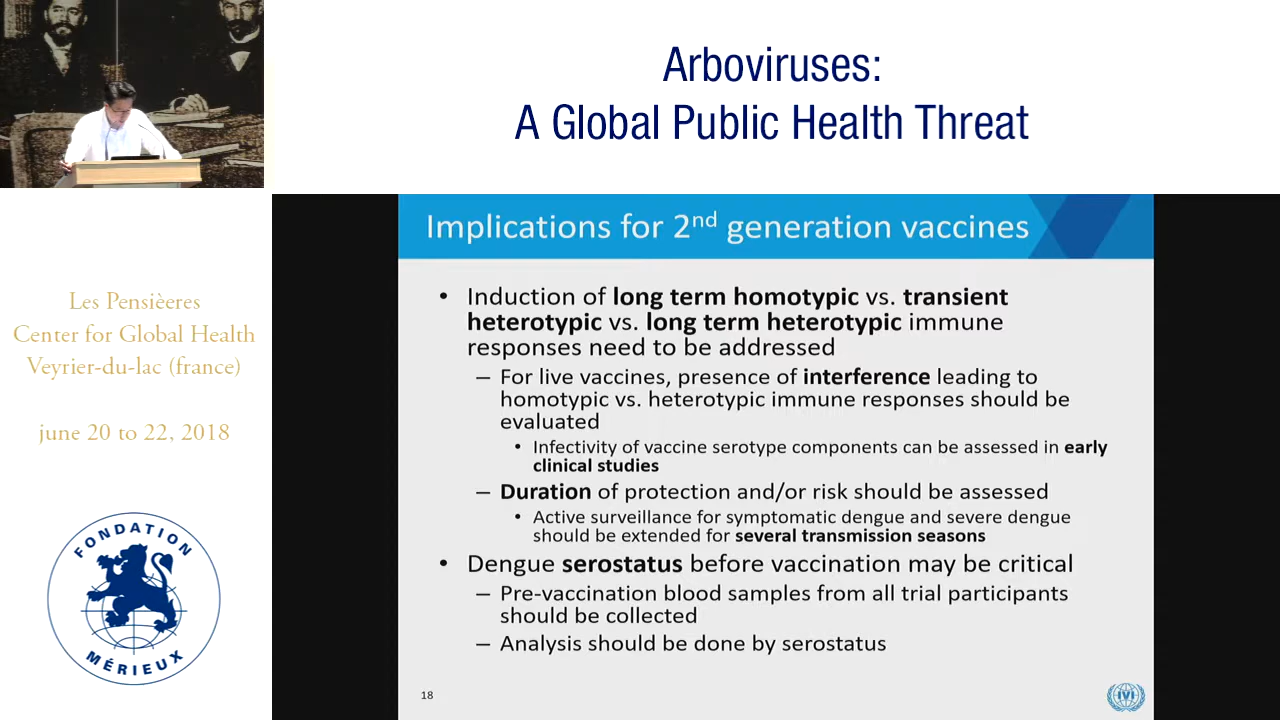 Arboviruses:
A Global Public Health Threat
Les Pensièeres
Center for Global Health
Veyrier-du-lac (france)
june 20 to 22, 2018
FONDATION
MÉRIEUX
Implications for 2nd generation vaccines
• Induction of long term homotypic vs. transient
heterotypic vs. long term heterotypic immune
responses need to be addressed
– For live vaccines, presence of interference leading to
homotypic vs. heterotypic immune responses should be
evaluated
• Infectivity of vaccine serotype components can be assessed in early
clinical studies
– Duration of protection and/or risk should be assessed
• Active surveillance for symptomatic dengue and severe dengue
should be extended for several transmission seasons
• Dengue serostatus before vaccination may be critical
– Pre-vaccination blood samples from all trial participants
should be collected
– Analysis should be done by serostatus
18
IVI